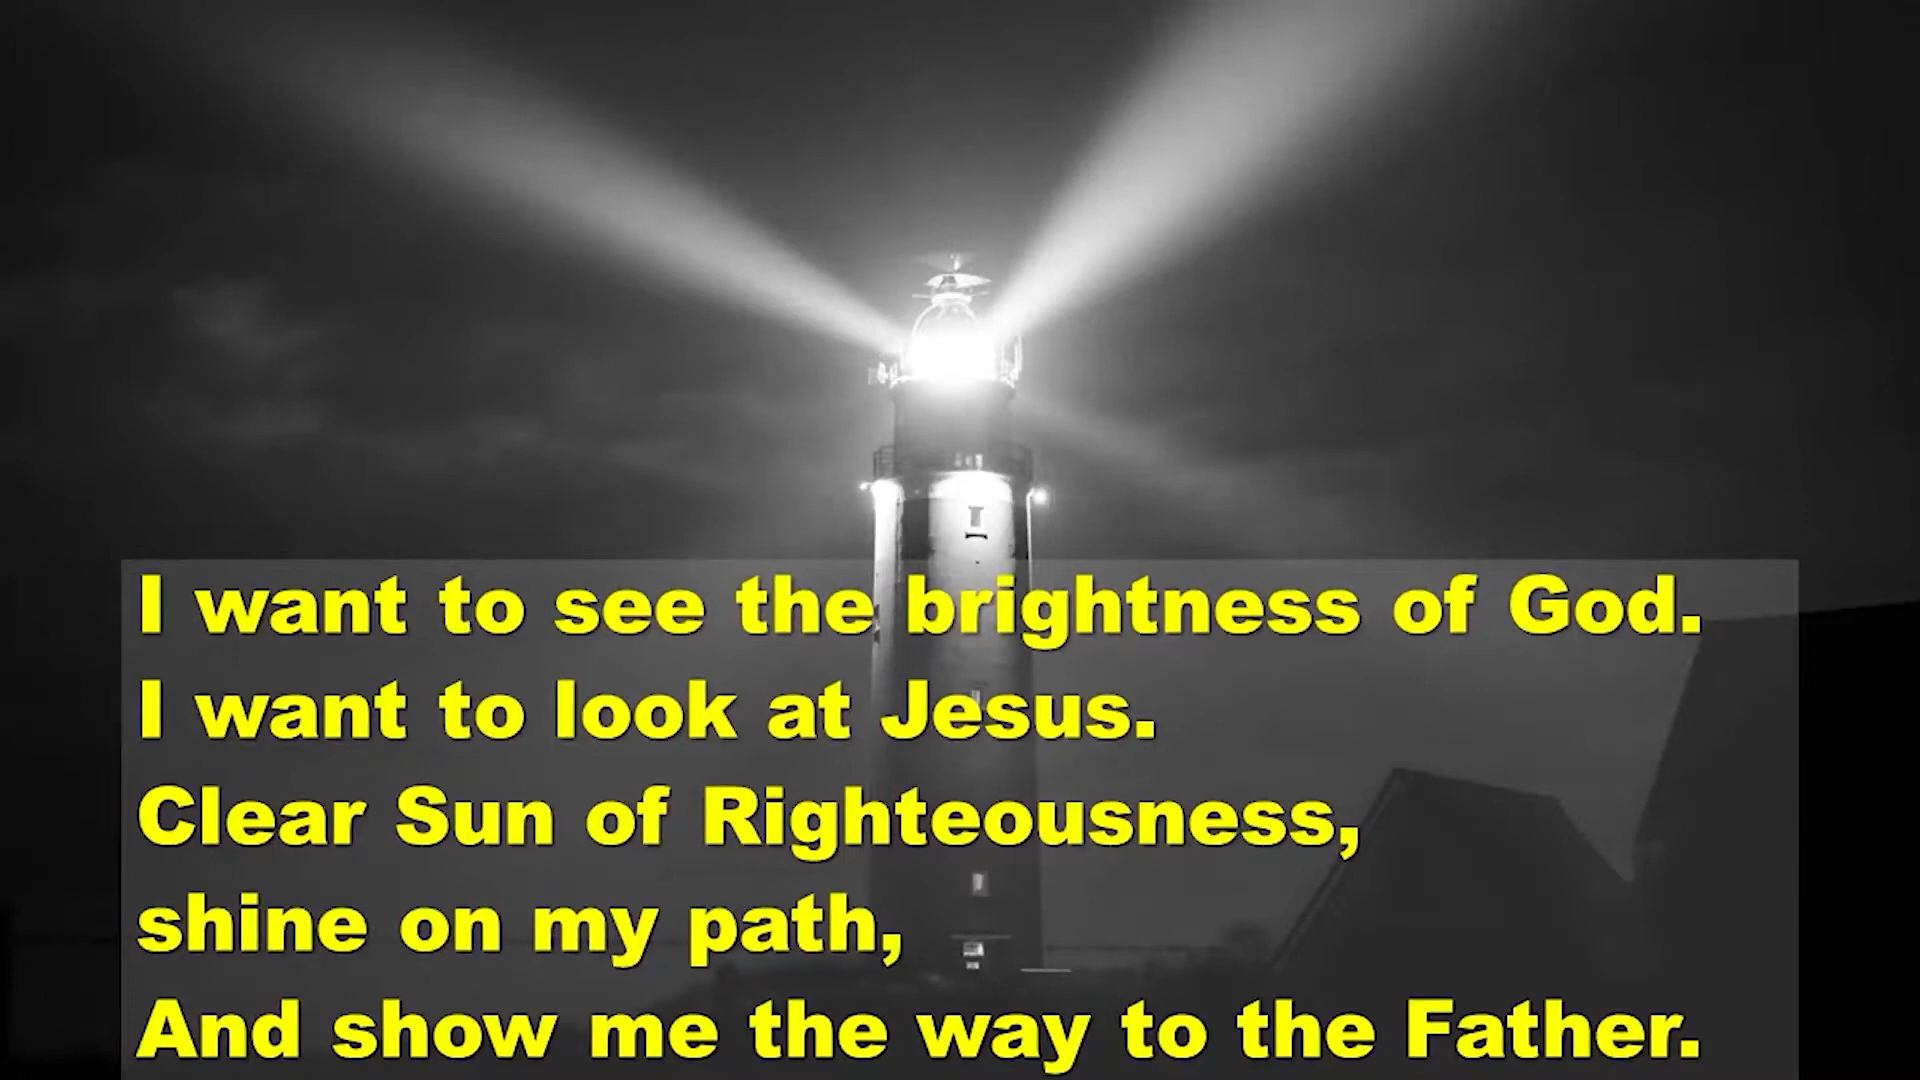 I want to see the brightness of God.
I want to look at Jesus.
Clear Sun of Righteousness,
shine on my path,
And show me the way to the Father.